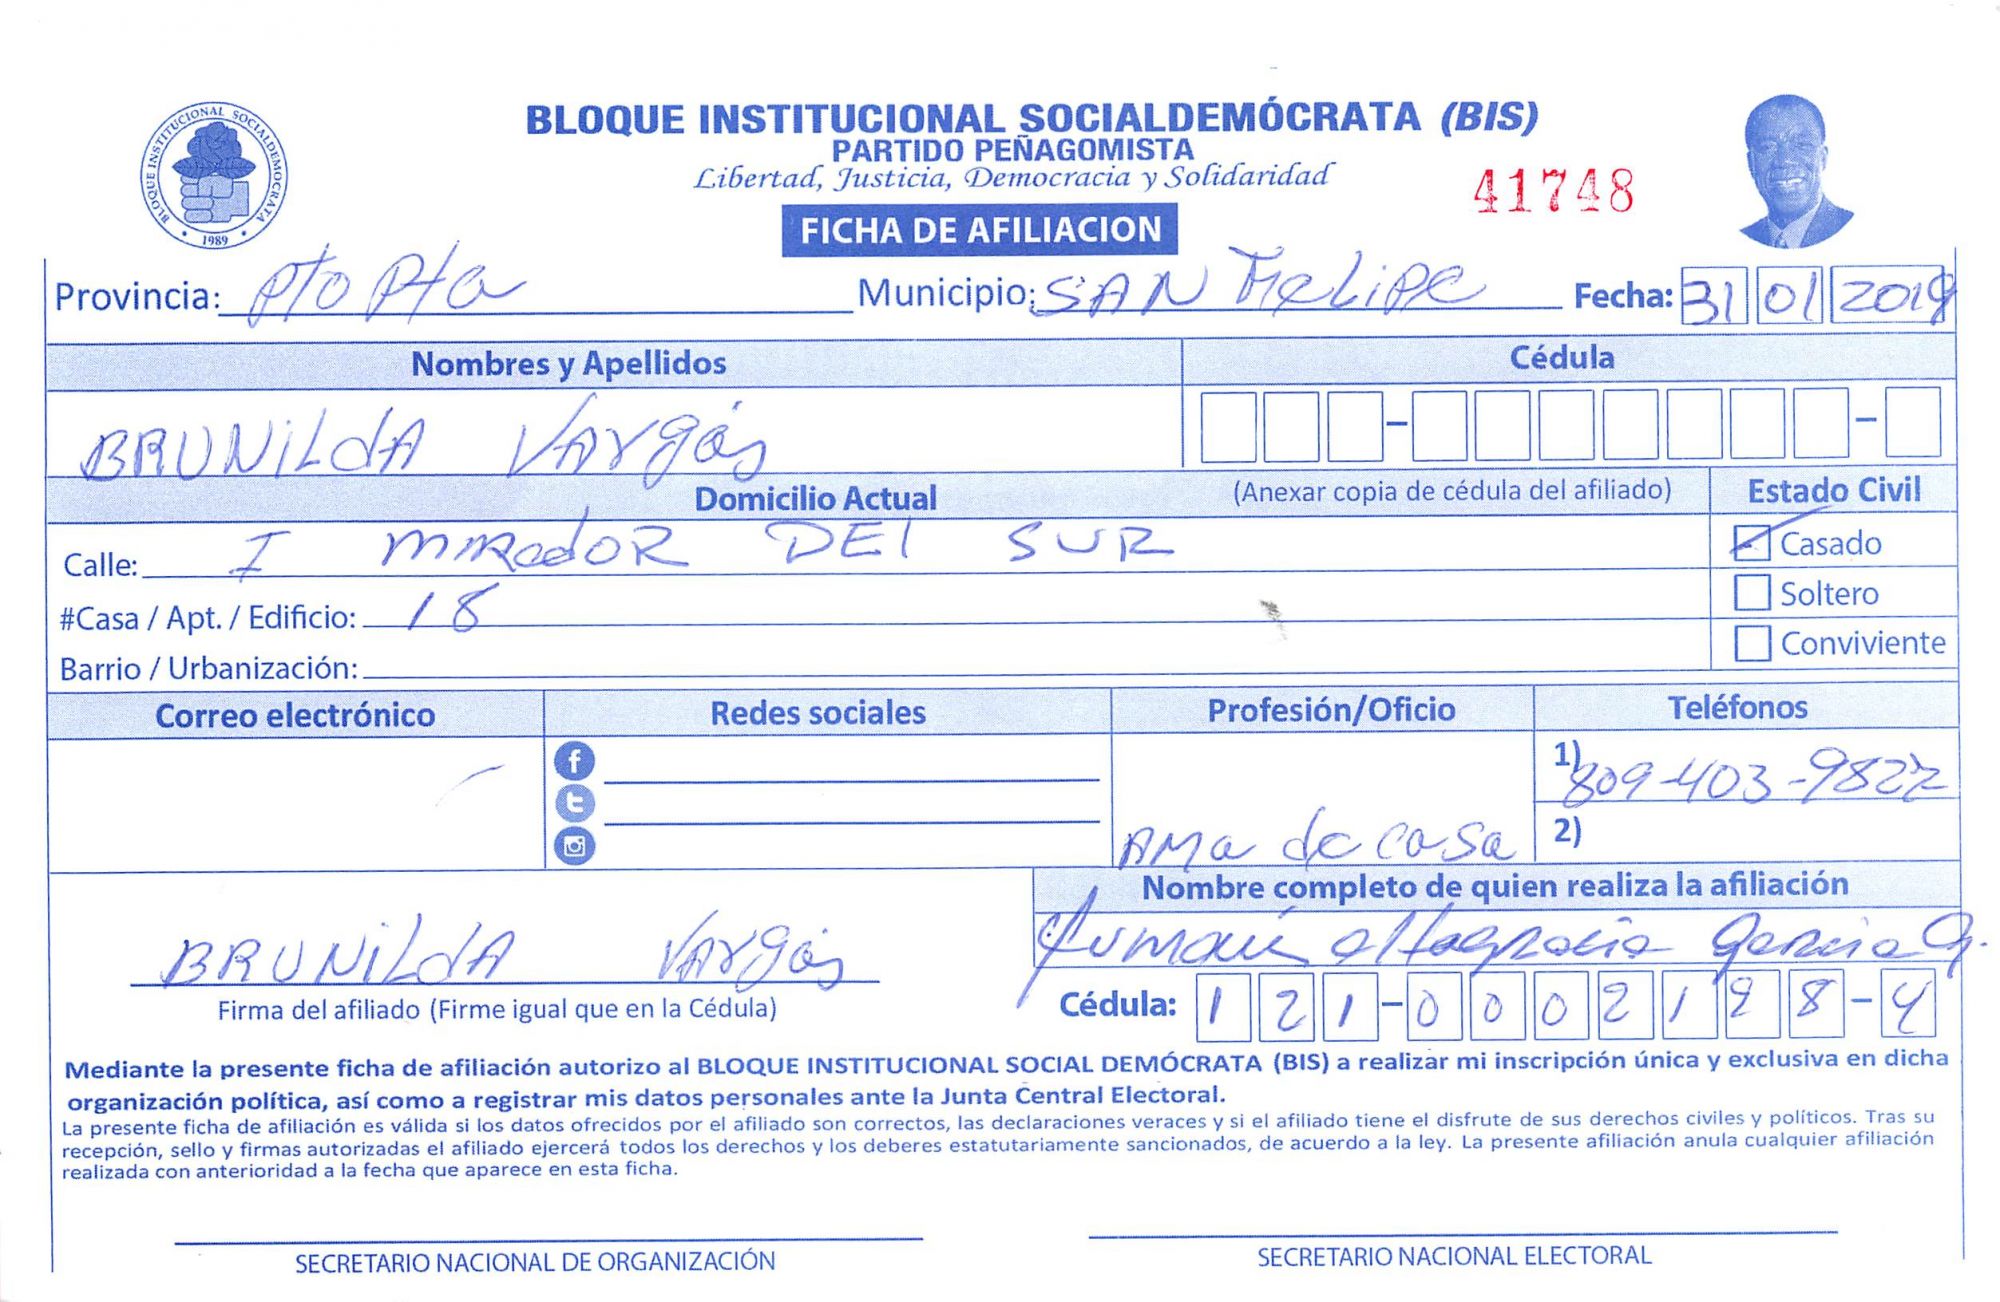 BLOQUE INSTITUCIONAL SOCIALDEMÓCRATA
1989
BLOQUE INSTITUCIONAL SOCIALDEMÓCRATA (BIS)
PARTIDO PEÑAGOMISTA
Libertad, Justicia, Democracia y Solidaridad
41748
FICHA DE AFILIACION
Provincia: Pto Pta Municipio: SAN Felipe Fecha: 31 01 2019
Nombres y Apellidos Cédula
BRUNILdA VArgas - -
Domicilio Actual (Anexar copia de cédula del afiliado) Estado Civil
Calle: I MIRadOR DEl SUR Casado
#Casa / Apt. / Edificio: 18 Soltero
Barrio / Urbanización: Conviviente
Correo electrónico Redes sociales Profesión/Oficio Teléfonos
1) 809-403-9822
AMa de casa 2)
Nombre completo de quien realiza la afiliación
BRUNILdA VArgas altagracia Garcia G.
Firma del afiliado (Firme igual que en la Cédula) Cédula: 121-0002198-4
Mediante la presente ficha de afiliación autorizo al BLOQUE INSTITUCIONAL SOCIAL DEMÓCRATA (BIS) a realizar mi inscripción única y exclusiva en dicha
organización política, así como a registrar mis datos personales ante la Junta Central Electoral.
La presente ficha de afiliación es válida si los datos ofrecidos por el afiliado son correctos, las declaraciones veraces y si el afiliado tiene el disfrute de sus derechos civiles y políticos. Tras su
recepción, sello y firmas autorizadas el afiliado ejercerá todos los derechos y los deberes estatutariamente sancionados, de acuerdo a la ley. La presente afiliación anula cualquier afiliación
realizada con anterioridad a la fecha que aparece en esta ficha.
SECRETARIO NACIONAL DE ORGANIZACIÓN SECRETARIO NACIONAL ELECTORAL